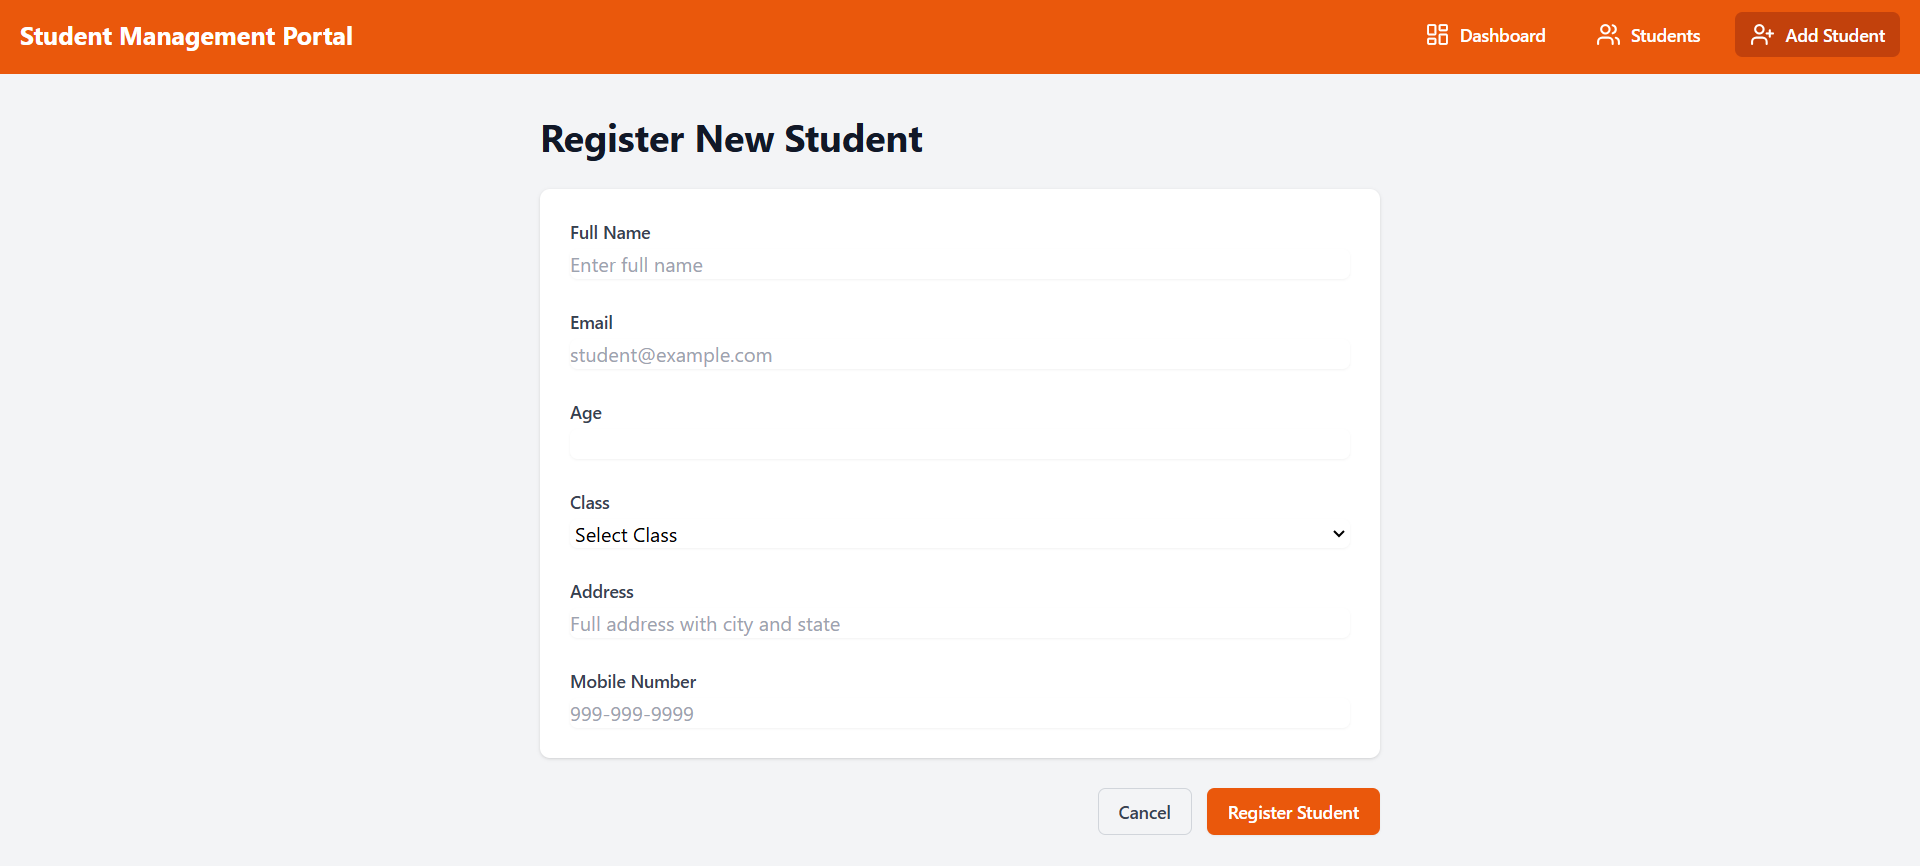 Student Management Portal
Dashboard
Students
Add Student
Register New Student
Full Name
Enter full name
Email
student@example.com
Age
Class
Select Class
Address
Full address with city and state
Mobile Number
999-999-9999
Cancel
Register Student